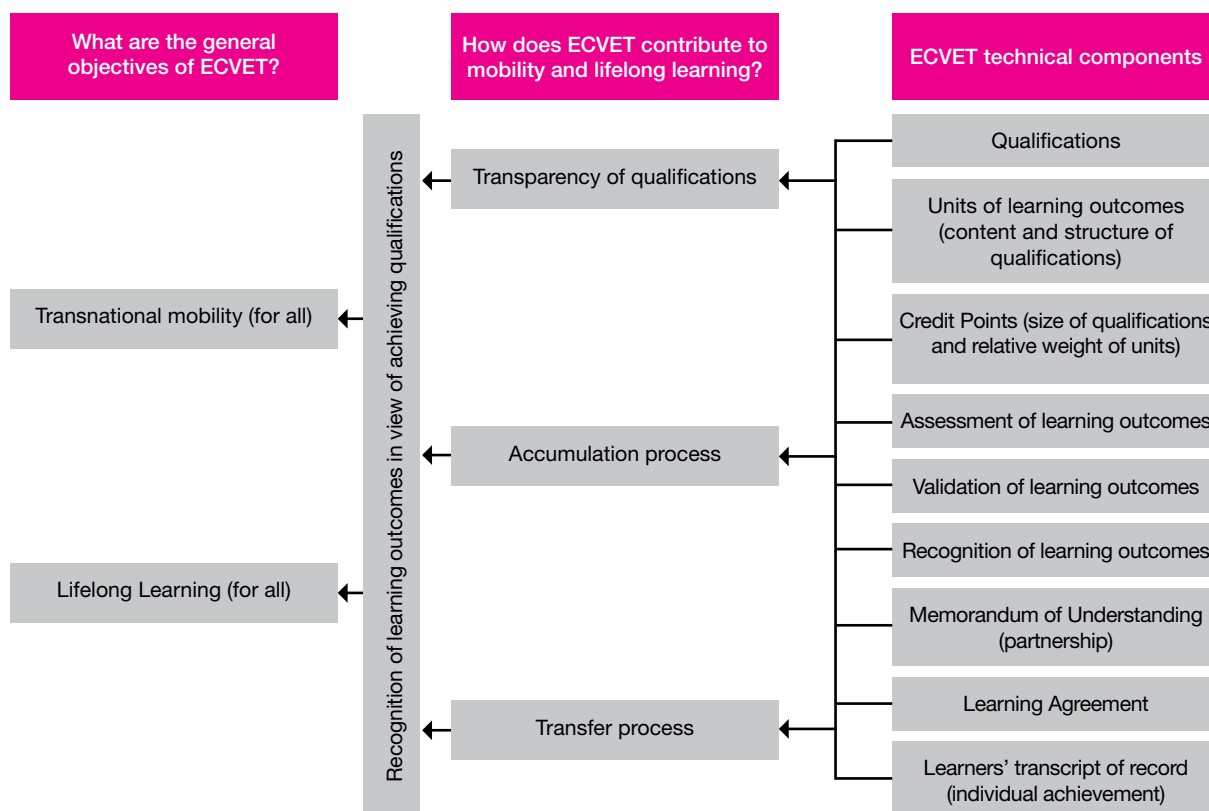 What are the general
objectives of ECVET?
How does ECVET contribute to
mobility and lifelong learning?
ECVET technical components
Transnational mobility (for all)
Lifelong Learning (for all)
Recognition of learning outcomes in view of achieving qualifications
Transparency of qualifications
Accumulation process
Transfer process
Qualifications
Units of learning outcomes
(content and structure of
qualifications)
Credit Points (size of qualifications
and relative weight of units)
Assessment of learning outcomes
Validation of learning outcomes
Recognition of learning outcomes
Memorandum of Understanding
(partnership)
Learning Agreement
Learners’ transcript of record
(individual achievement)